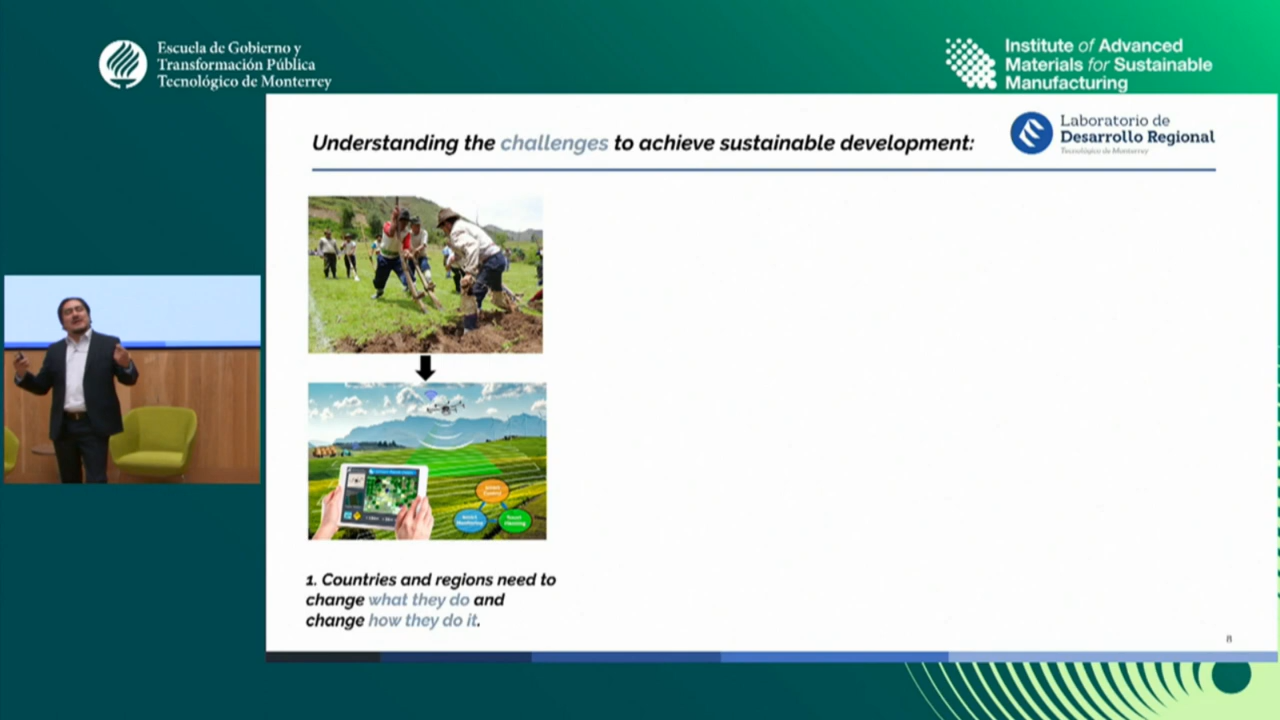 Escuela de Gobierno y
Transformación Pública
Tecnológico de Monterrey
Institute of Advanced
Materials for Sustainable
Manufacturing
Understanding the challenges to achieve sustainable development:
Laboratorio de
Desarrollo Regional
Tecnológico de Monterrey
1. Countries and regions need to
change what they do and
change how they do it.
8